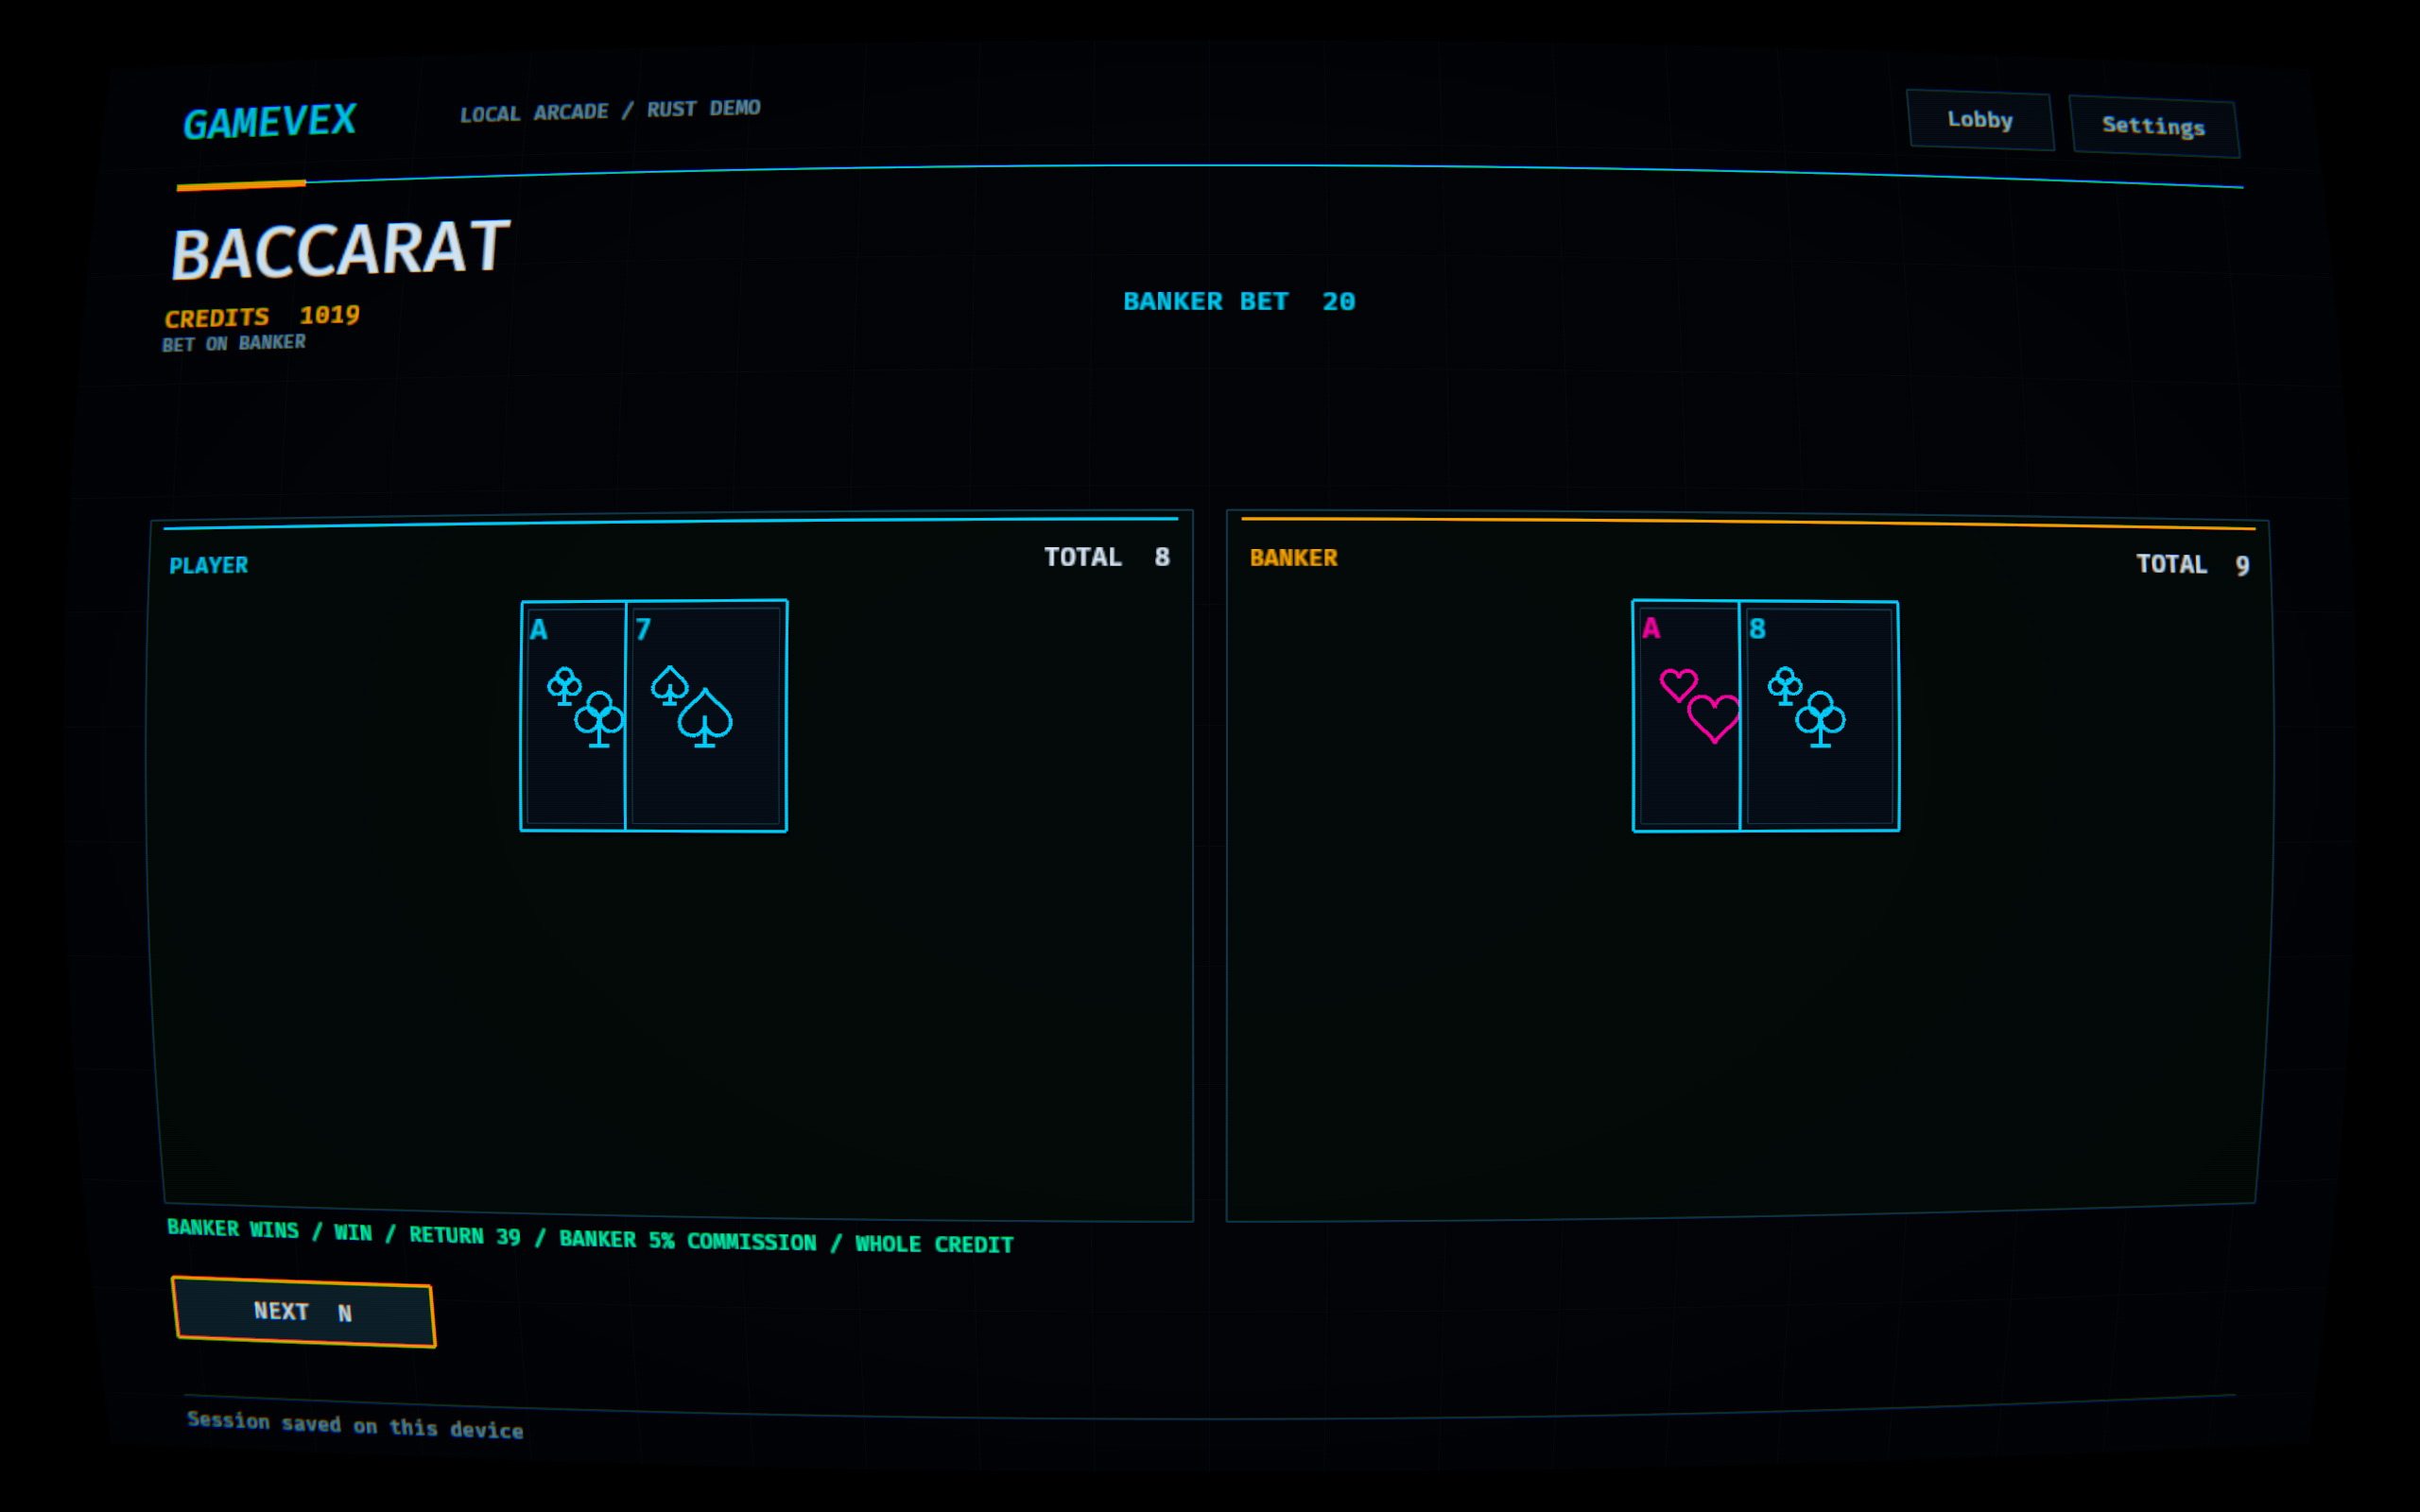 GAMEVEX
LOCAL ARCADE / RUST DEMO
Lobby
Settings
BACCARAT
CREDITS 1019
BET ON BANKER
BANKER BET 20
PLAYER
TOTAL 8
A
7
BANKER
TOTAL 9
A
8
BANKER WINS / WIN / RETURN 39 / BANKER 5% COMMISSION / WHOLE CREDIT
NEXT N
Session saved on this device